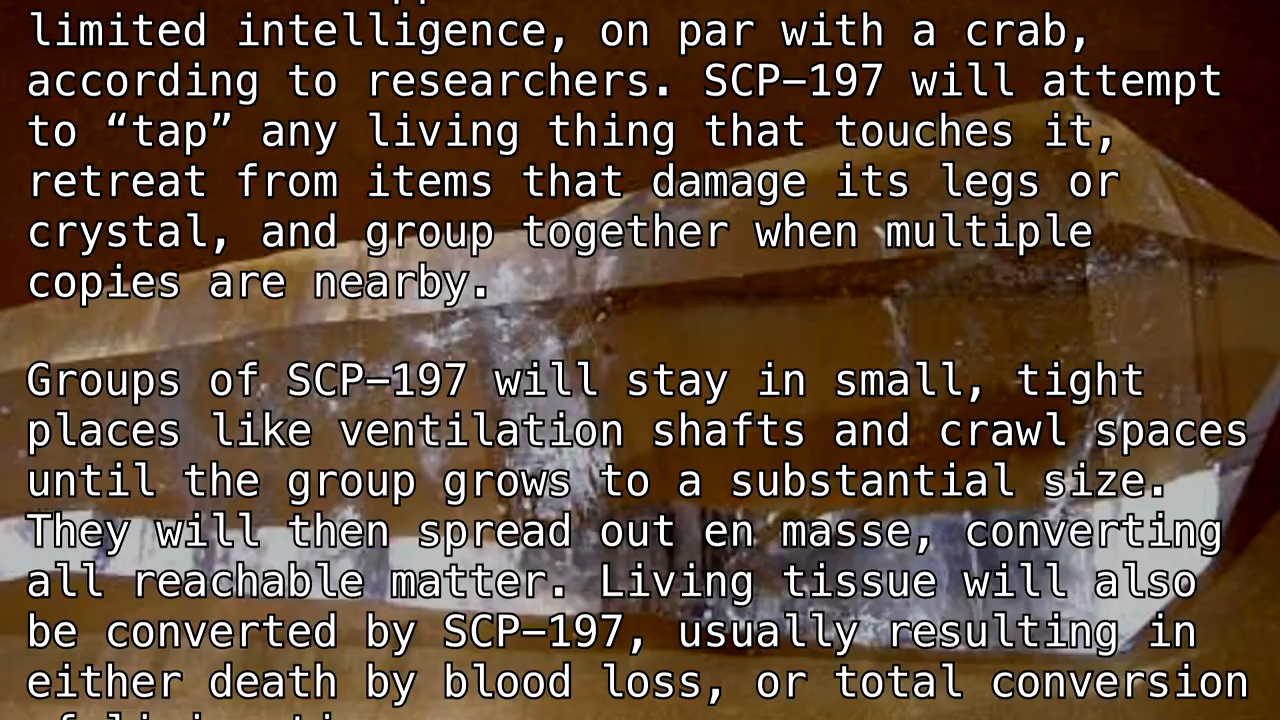 limited intelligence, on par with a crab,
according to researchers. SCP–197 will attempt
to “tap” any living thing that touches it,
retreat from items that damage its legs or
crystal, and group together when multiple
copies are nearby.
Groups of SCP–197 will stay in small, tight
places like ventilation shafts and crawl spaces
until the group grows to a substantial size.
They will then spread out en masse, converting
all reachable matter. Living tissue will also
be converted by SCP–197, usually resulting in
either death by blood loss, or total conversion